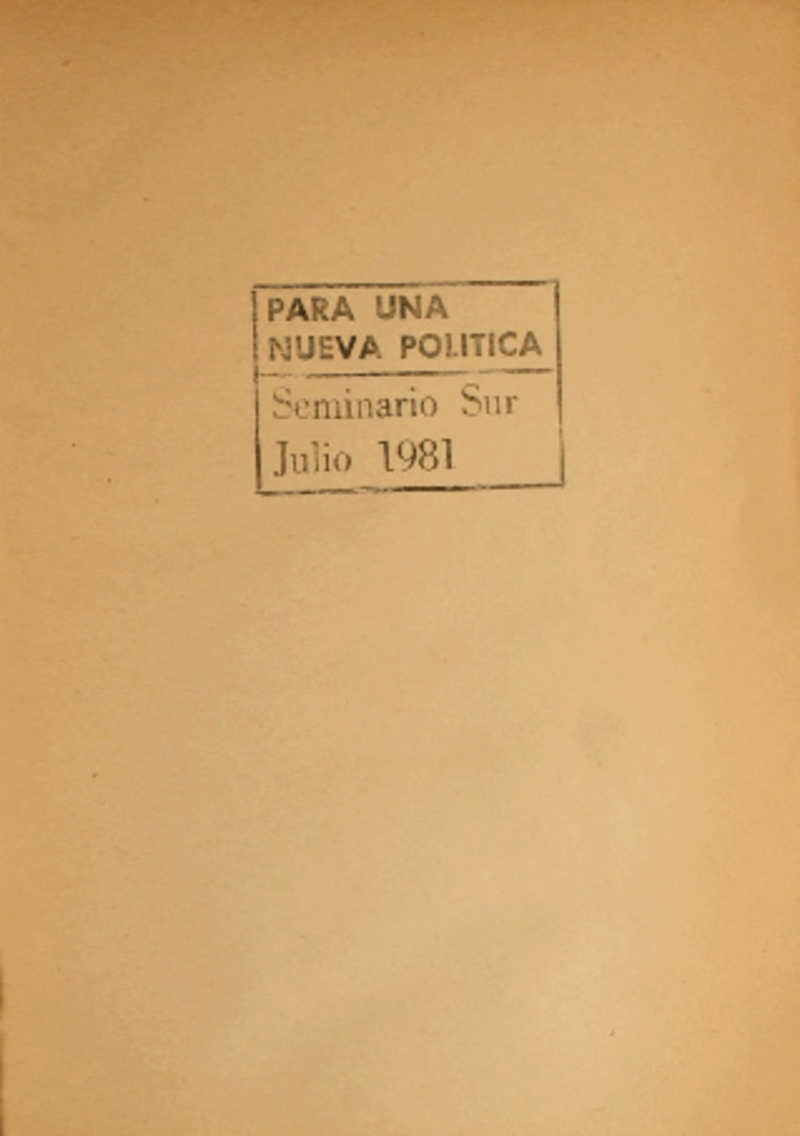 PARA UNA
NUEVA POLITICA
Seminario Sur
Julio 1981